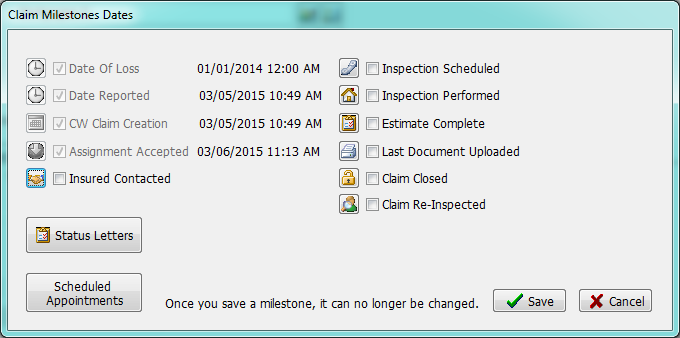 Claim Milestones Dates
Date Of Loss 01/01/2014 12:00 AM
Date Reported 03/05/2015 10:49 AM
CW Claim Creation 03/05/2015 10:49 AM
Assignment Accepted 03/06/2015 11:13 AM
Insured Contacted
Inspection Scheduled
Inspection Performed
Estimate Complete
Last Document Uploaded
Claim Closed
Claim Re-Inspected
Status Letters
Scheduled
Appointments
Once you save a milestone, it can no longer be changed.
Save
Cancel